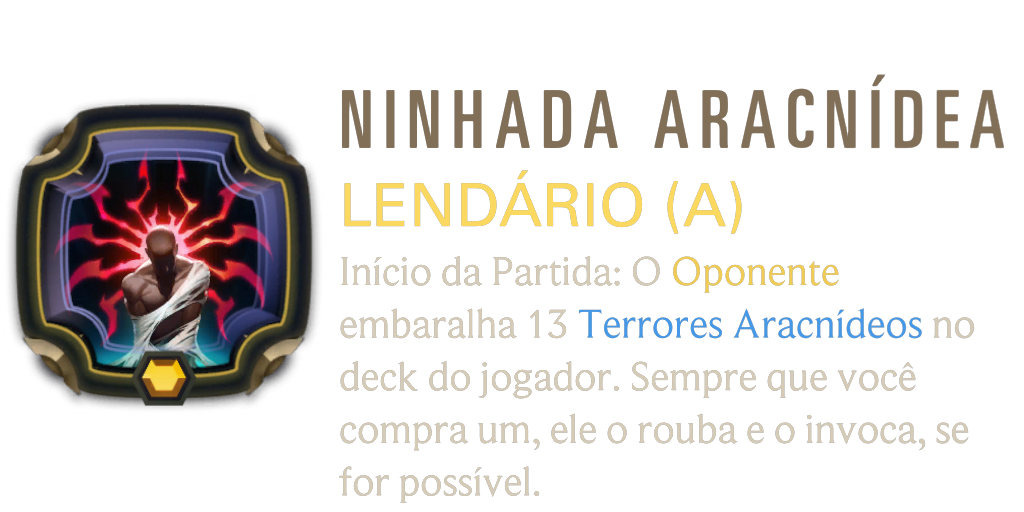 NINHADA ARACNÍDEA
LENDÁRIO (A)
Início da Partida: O Oponente
embaralha 13 Terrores Aracnídeos no
deck do jogador. Sempre que você
compra um, ele o rouba e o invoca, se
for possível.